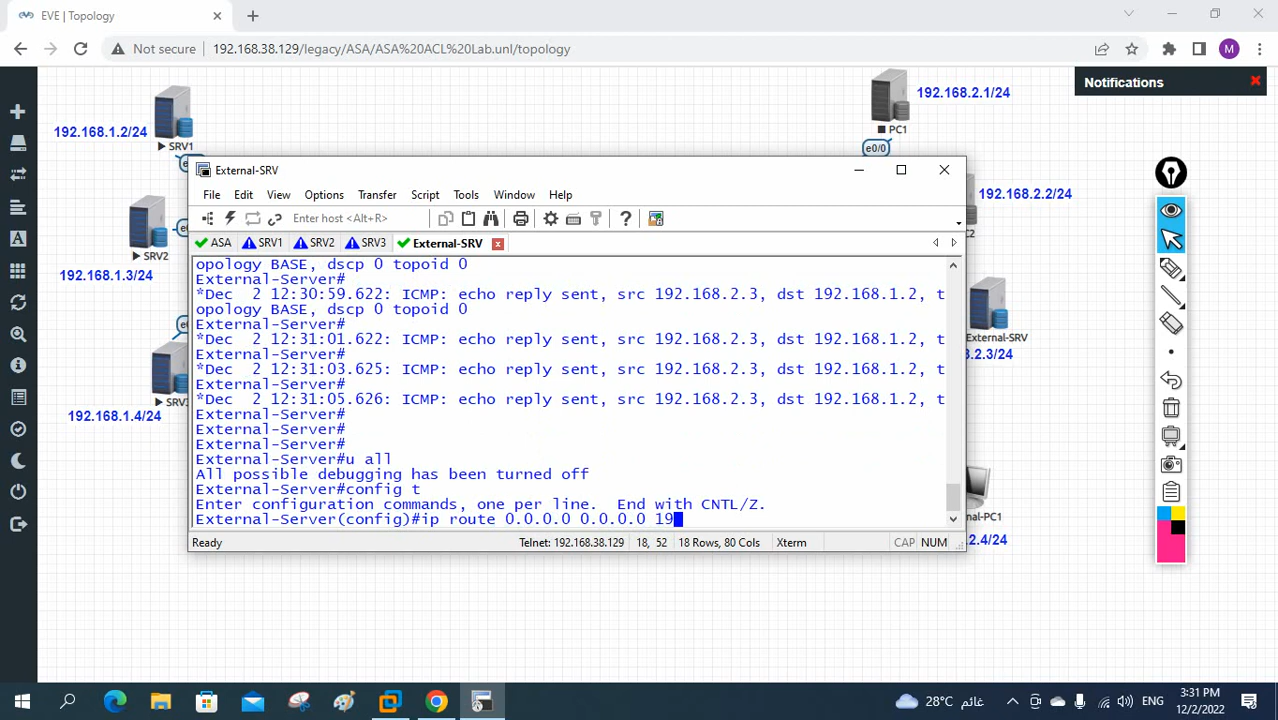 EVE | Topology
Not secure
192.168.38.129/legacy/ASA/ASA%20ACL%20Lab.unl/topology
M
Notifications
192.168.1.2/24
SRV1
192.168.2.1/24
PC1
e0/0
192.168.2.2/24
SRV2
192.168.1.3/24
192.168.1.4/24
External-SRV
File Edit View Options Transfer Script Tools Window Help
Enter host <Alt+R>
ASA SRV1 SRV2 SRV3 External-SRV
opology BASE, dscp 0 topoid 0
External-Server#
*Dec  2 12:30:59.622: ICMP: echo reply sent, src 192.168.2.3, dst 192.168.1.2, t
opology BASE, dscp 0 topoid 0
External-Server#
*Dec  2 12:31:01.622: ICMP: echo reply sent, src 192.168.2.3, dst 192.168.1.2, t
External-Server#
*Dec  2 12:31:03.625: ICMP: echo reply sent, src 192.168.2.3, dst 192.168.1.2, t
External-Server#
*Dec  2 12:31:05.626: ICMP: echo reply sent, src 192.168.2.3, dst 192.168.1.2, t
External-Server#
External-Server#
External-Server#
External-Server#u all
All possible debugging has been turned off
External-Server#config t
Enter configuration commands, one per line.  End with CNTL/Z.
External-Server(config)#ip route 0.0.0.0 0.0.0.0 19
Ready
Telnet: 192.168.38.129
18, 52
18 Rows, 80 Cols
Xterm
CAP NUM
External-SRV
28°C غائم
ENG
3:31 PM
12/2/2022